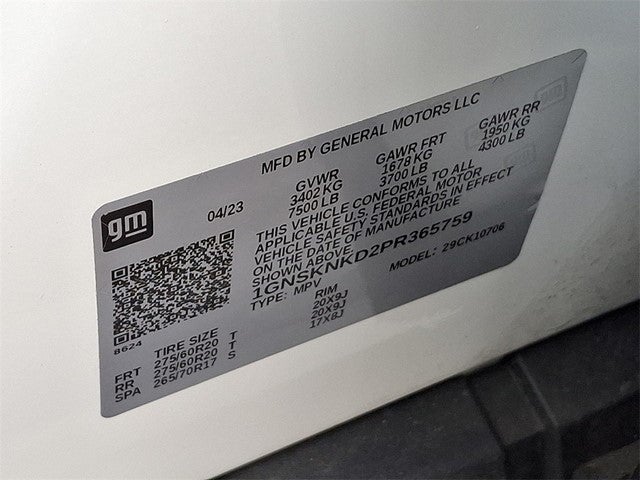 MFD BY GENERAL MOTORS LLC
gm
04/23
GVWR GAWR FRT GAWR RR
3402 KG 1678 KG 1950 KG
7500 LB 3700 LB 4300 LB
THIS VEHICLE CONFORMS TO ALL
APPLICABLE U.S. FEDERAL MOTOR
VEHICLE SAFETY STANDARDS IN EFFECT
ON THE DATE OF MANUFACTURE
SHOWN ABOVE.
1GNSKNKD2PR365759
TYPE: MPV MODEL: 29CK10706
8624
TIRE SIZE RIM
FRT 275/60R20 T 20X9J
RR 275/60R20 T 20X9J
SPA 265/70R17 S 17X8J